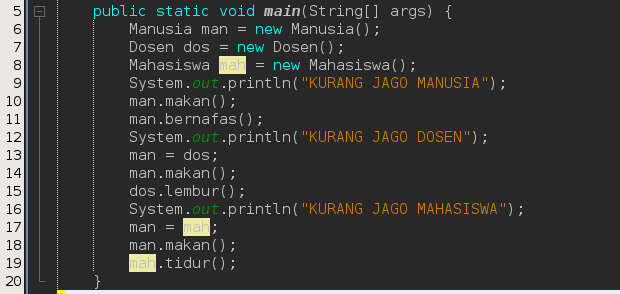 5 public static void main(String[] args) {
6 Manusia man = new Manusia();
7 Dosen dos = new Dosen();
8 Mahasiswa mah = new Mahasiswa();
9 System.out.println("KURANG JAGO MANUSIA");
10 man.makan();
11 man.bernafas();
12 System.out.println("KURANG JAGO DOSEN");
13 man = dos;
14 man.makan();
15 dos.lembur();
16 System.out.println("KURANG JAGO MAHASISWA");
17 man = mah;
18 man.makan();
19 mah.tidur();
20 }